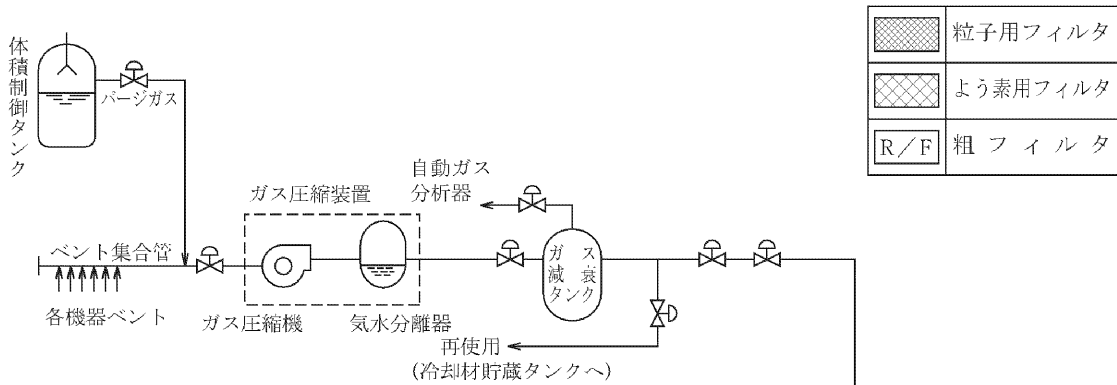 体積制御タンク
パージガス
ベント集合管
各機器ベント
ガス圧縮装置
ガス圧縮機
気水分離器
自動ガス
分析器
ガス
減衰
タンク
再使用
(冷却材貯蔵タンクへ)
粒子用フィルタ
よう素用フィルタ
R/F 粗フィルタ